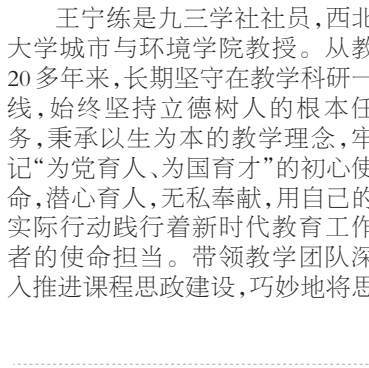 王宁练是九三学社社员，西北
大学城市与环境学院教授。从教
20多年来，长期坚守在教学科研一
线，始终坚持立德树人的根本任
务，秉承以生为本的教学理念，牢
记“为党育人、为国育才”的初心使
命，潜心育人，无私奉献，用自己的
实际行动践行着新时代教育工作
者的使命担当。带领教学团队深
入推进课程思政建设，巧妙地将思